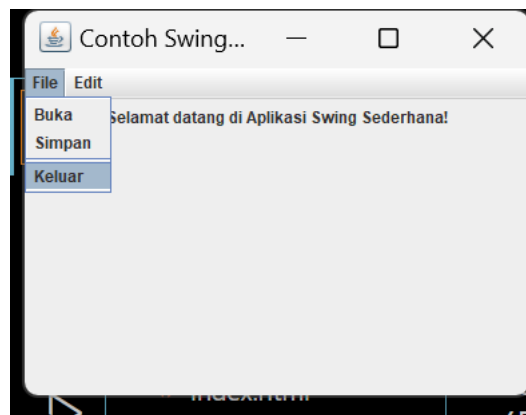 Contoh Swing...
File Edit
Buka
Selamat datang di Aplikasi Swing Sederhana!
Simpan
Keluar
index.html